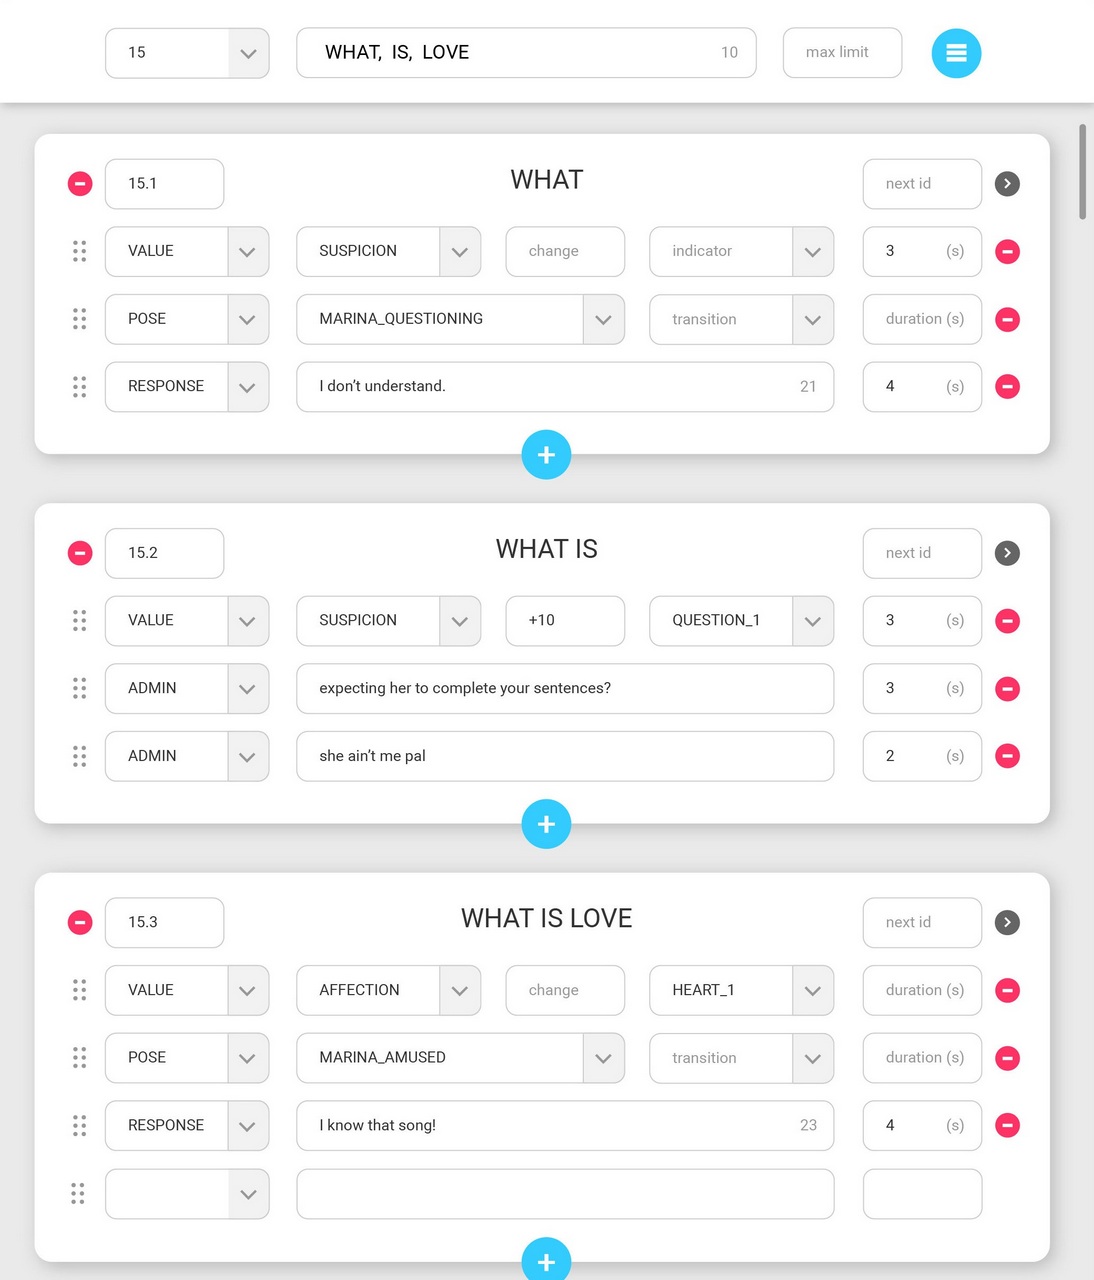 15 WHAT, IS, LOVE 10 max limit
15.1 WHAT next id
VALUE SUSPICION change indicator 3 (s)
POSE MARINA_QUESTIONING transition duration (s)
RESPONSE I don’t understand. 21 4 (s)
15.2 WHAT IS next id
VALUE SUSPICION +10 QUESTION_1 3 (s)
ADMIN expecting her to complete your sentences? 3 (s)
ADMIN she ain’t me pal 2 (s)
15.3 WHAT IS LOVE next id
VALUE AFFECTION change HEART_1 duration (s)
POSE MARINA_AMUSED transition duration (s)
RESPONSE I know that song! 23 4 (s)